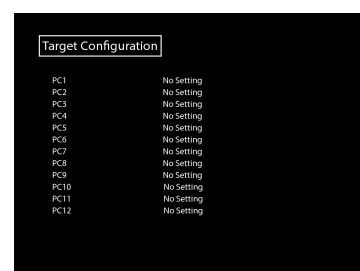 Target Configuration
PC1 No Setting
PC2 No Setting
PC3 No Setting
PC4 No Setting
PC5 No Setting
PC6 No Setting
PC7 No Setting
PC8 No Setting
PC9 No Setting
PC10 No Setting
PC11 No Setting
PC12 No Setting